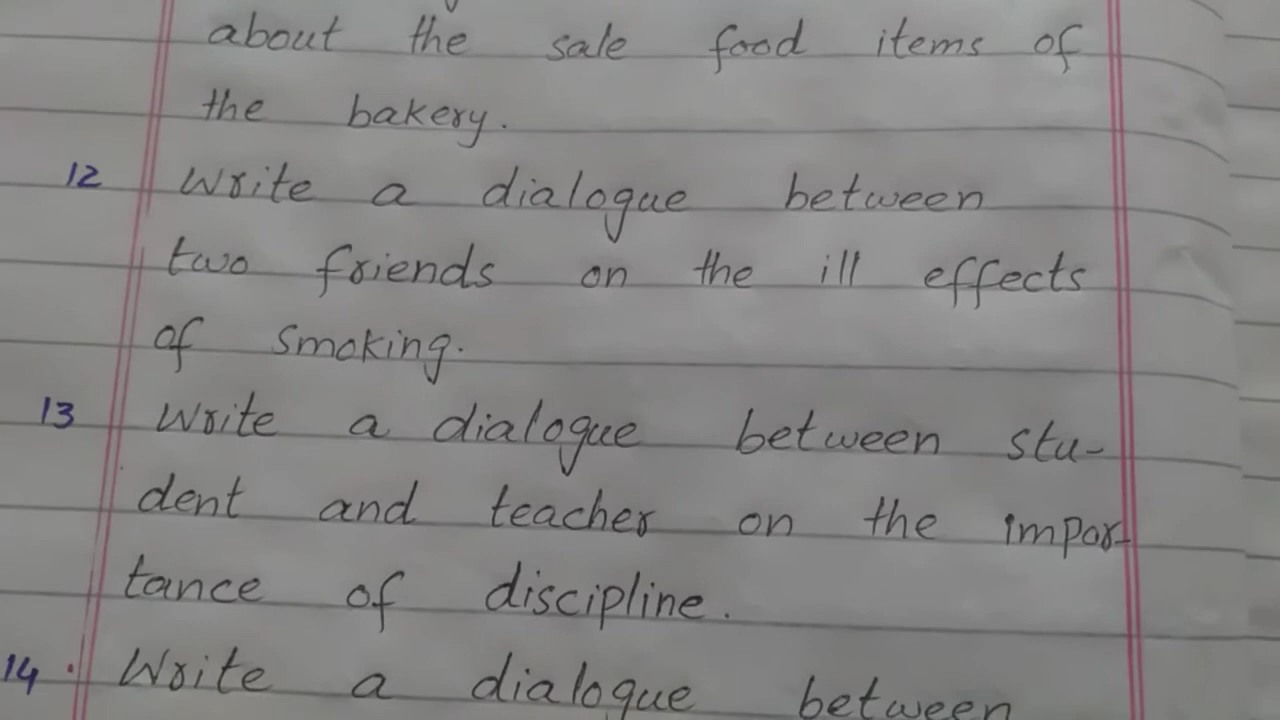 about the sale food items of
the bakery.
12 Write a dialogue between
two friends on the ill effects
of smoking.
13 Write a dialogue between stu-
dent and teacher on the impor-
tance of discipline.
14. Write a dialogue between